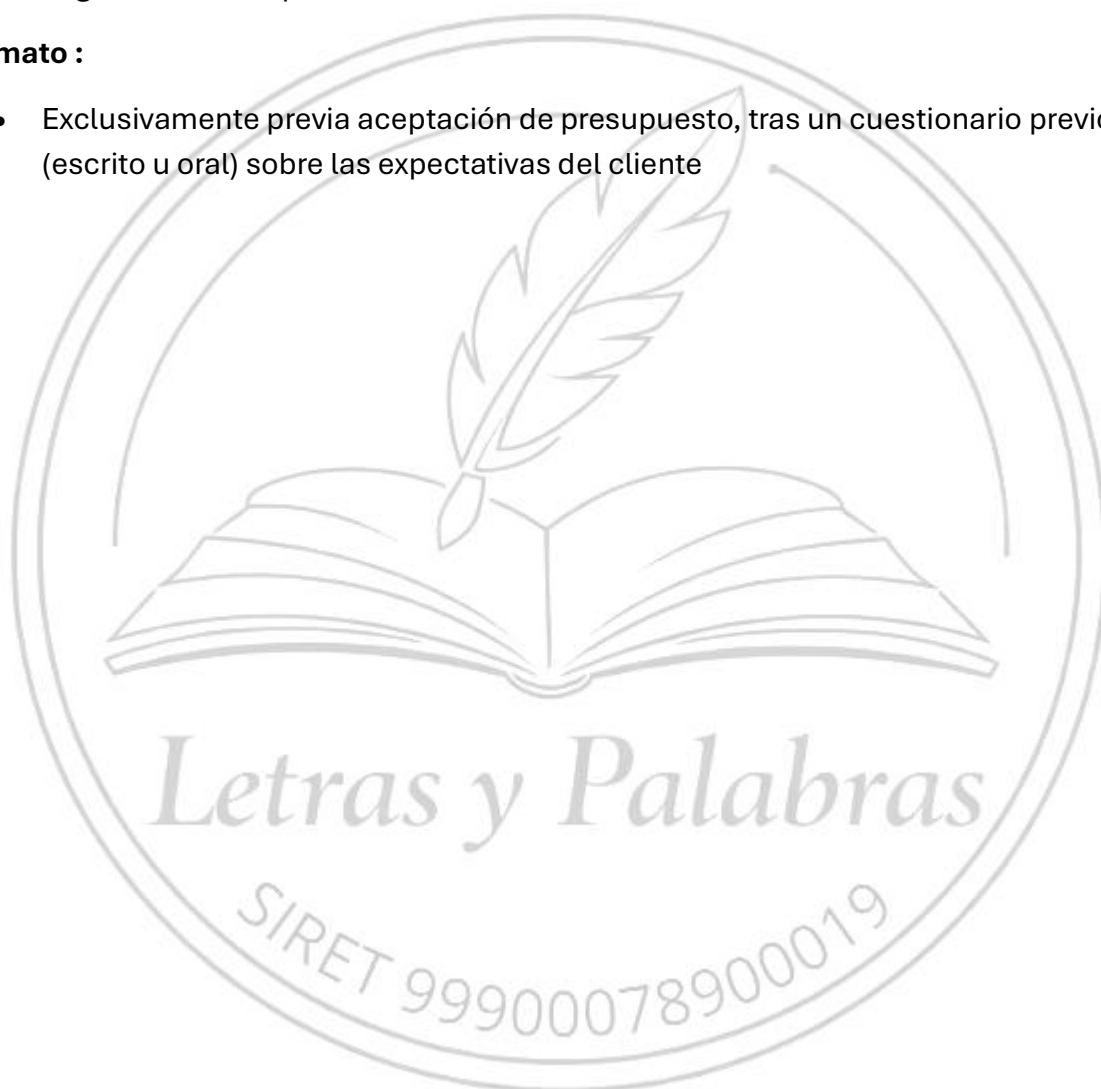 mato :
• Exclusivamente previa aceptación de presupuesto, tras un cuestionario previo
(escrito u oral) sobre las expectativas del cliente
Letras y Palabras
SIRET 99900078900019